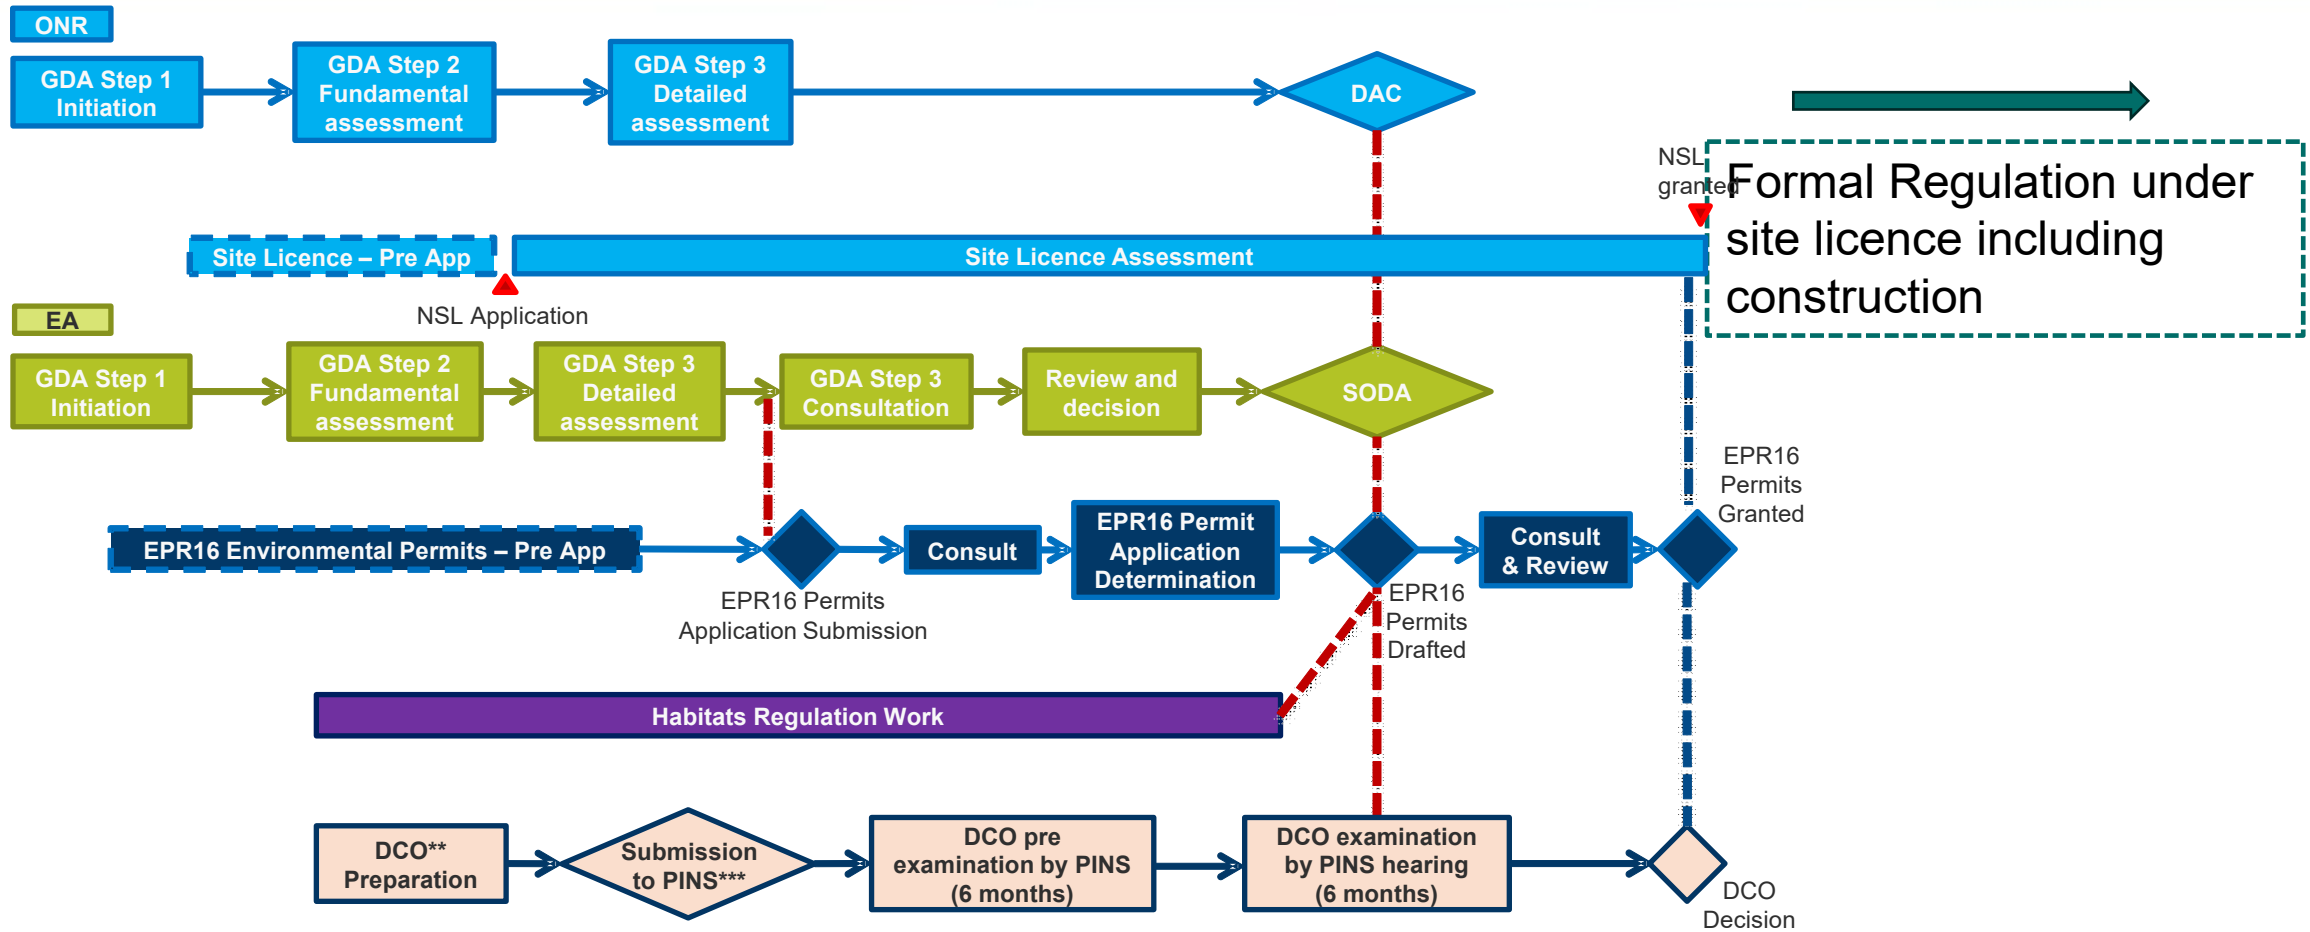 ONR
GDA Step 1
Initiation
GDA Step 2
Fundamental
assessment
GDA Step 3
Detailed
assessment
DAC
NSL
granted
Formal Regulation under
site licence including
construction
Site Licence – Pre App
Site Licence Assessment
NSL Application
EA
GDA Step 1
Initiation
GDA Step 2
Fundamental
assessment
GDA Step 3
Detailed
assessment
GDA Step 3
Consultation
Review and
decision
SODA
EPR16 Environmental Permits – Pre App
EPR16 Permits
Application Submission
Consult
EPR16 Permit
Application
Determination
EPR16
Permits
Drafted
Consult
& Review
EPR16
Permits
Granted
Habitats Regulation Work
DCO**
Preparation
Submission
to PINS***
DCO pre
examination by PINS
(6 months)
DCO examination
by PINS hearing
(6 months)
DCO
Decision